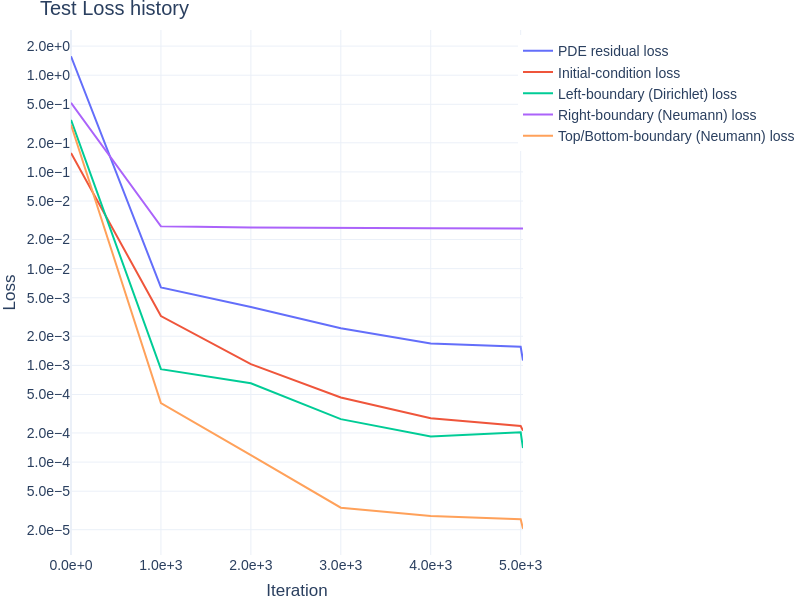 Test Loss history
2.0e+0
1.0e+0
5.0e−1
2.0e−1
1.0e−1
5.0e−2
2.0e−2
1.0e−2
5.0e−3
2.0e−3
1.0e−3
5.0e−4
2.0e−4
1.0e−4
5.0e−5
2.0e−5
Loss
0.0e+0 1.0e+3 2.0e+3 3.0e+3 4.0e+3 5.0e+3
Iteration
PDE residual loss
Initial-condition loss
Left-boundary (Dirichlet) loss
Right-boundary (Neumann) loss
Top/Bottom-boundary (Neumann) loss